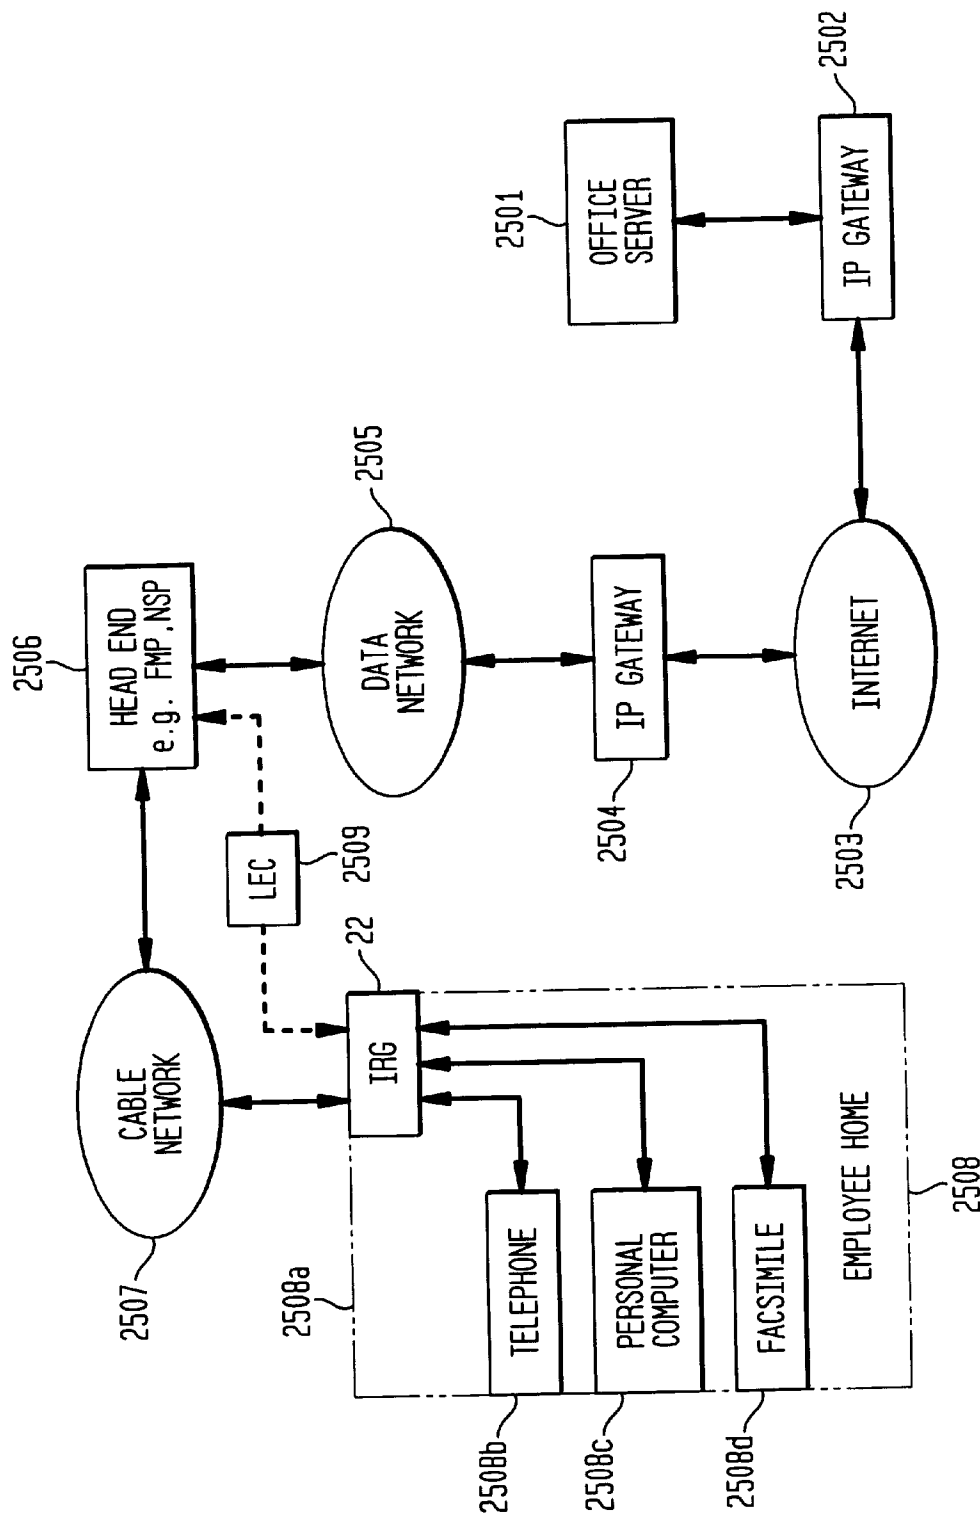 2507
CABLE
NETWORK
2506
HEAD END
e.g. FMP, NSP
LEC
2509
2508a
IRG
22
2505
DATA
NETWORK
2501
OFFICE
SERVER
2508b
TELEPHONE
2508c
PERSONAL
COMPUTER
2508d
FACSIMILE
EMPLOYEE HOME
2508
2504
IP GATEWAY
2503
INTERNET
IP GATEWAY
2502